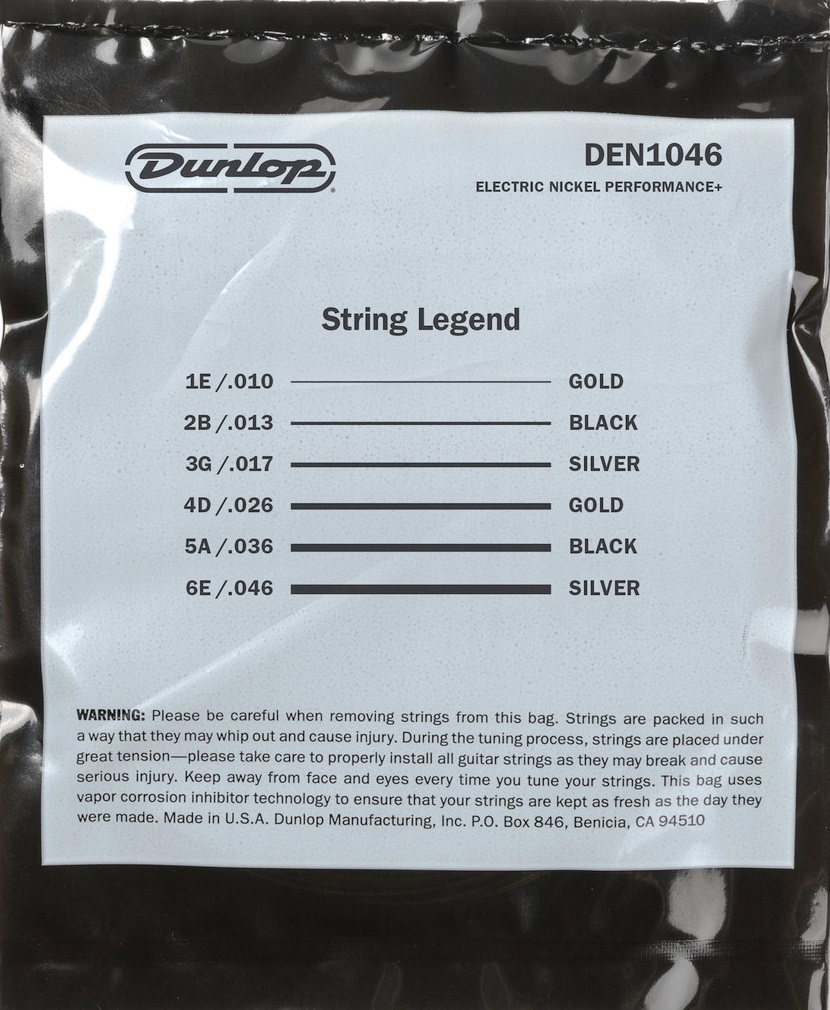 Dunlop®
DEN1046
ELECTRIC NICKEL PERFORMANCE+
String Legend
1E/.010 GOLD
2B/.013 BLACK
3G/.017 SILVER
4D/.026 GOLD
5A/.036 BLACK
6E/.046 SILVER
WARNING: Please be careful when removing strings from this bag. Strings are packed in such
a way that they may whip out and cause injury. During the tuning process, strings are placed under
great tension—please take care to properly install all guitar strings as they may break and cause
serious injury. Keep away from face and eyes every time you tune your strings. This bag uses
vapor corrosion inhibitor technology to ensure that your strings are kept as fresh as the day they
were made. Made in U.S.A. Dunlop Manufacturing, Inc. P.O. Box 846, Benicia, CA 94510